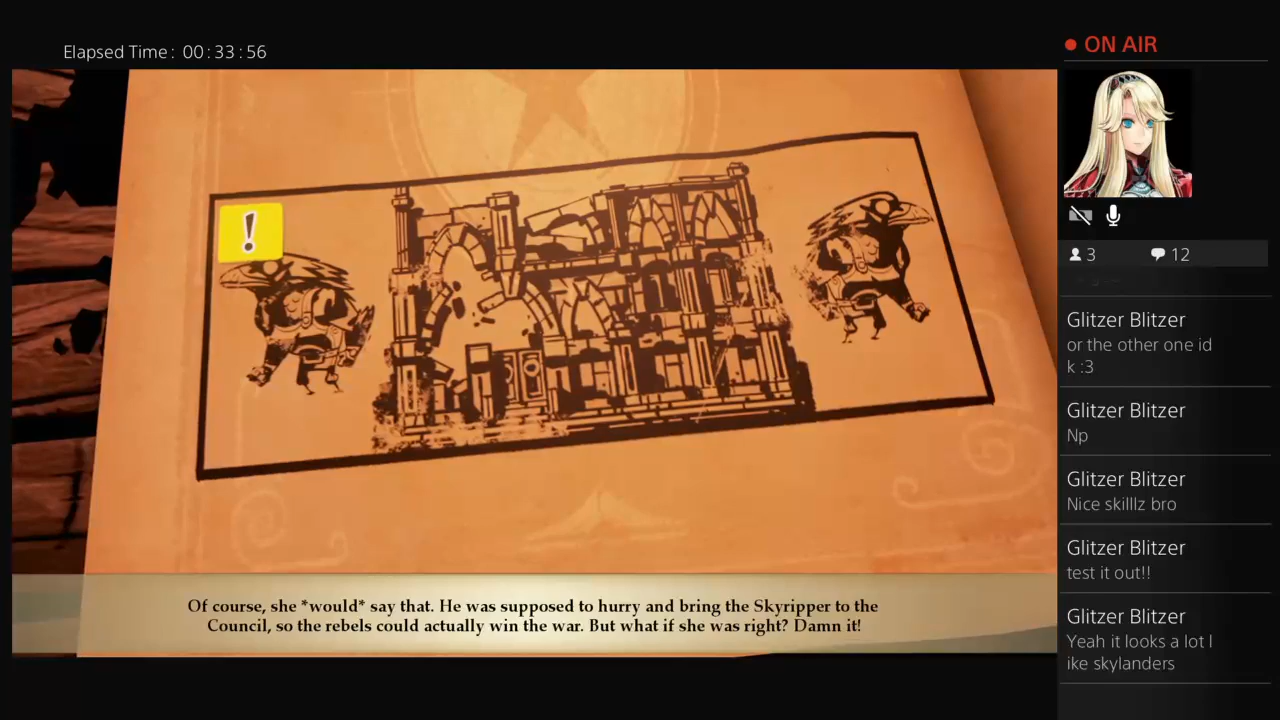 Elapsed Time: 00:33:56
ON AIR
!
3
12
Glitzer Blitzer
or the other one id
k :3
Glitzer Blitzer
Np
Glitzer Blitzer
Nice skilllz bro
Glitzer Blitzer
test it out!!
Glitzer Blitzer
Yeah it looks a lot l
ike skylanders
Of course, she *would* say that. He was supposed to hurry and bring the Skyripper to the
Council, so the rebels could actually win the war. But what if she was right? Damn it!